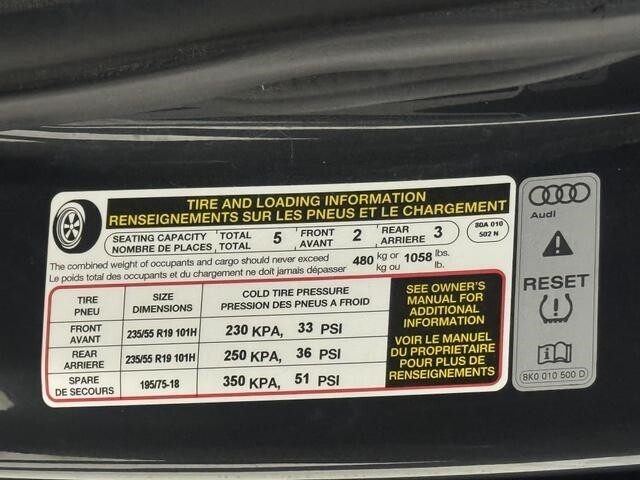 TIRE AND LOADING INFORMATION
RENSEIGNEMENTS SUR LES PNEUS ET LE CHARGEMENT
SEATING CAPACITY TOTAL 5 FRONT 2 REAR 3
NOMBRE DE PLACES TOTAL AVANT ARRIERE
80A 010
502 N
The combined weight of occupants and cargo should never exceed 480 kg or 1058 lbs.
Le poids total des occupants et du chargement ne doit jamais dépasser kg ou lb.
TIRE SIZE COLD TIRE PRESSURE
PNEU DIMENSIONS PRESSION DES PNEUS A FROID
FRONT
AVANT 235/55 R19 101H 230 KPA, 33 PSI
REAR
ARRIERE 235/55 R19 101H 250 KPA, 36 PSI
SPARE
DE SECOURS 195/75-18 350 KPA, 51 PSI
SEE OWNER'S
MANUAL FOR
ADDITIONAL
INFORMATION
VOIR LE MANUEL
DU PROPRIETAIRE
POUR PLUS DE
RENSEIGNEMENTS
Audi
RESET
8K0 010 500 D